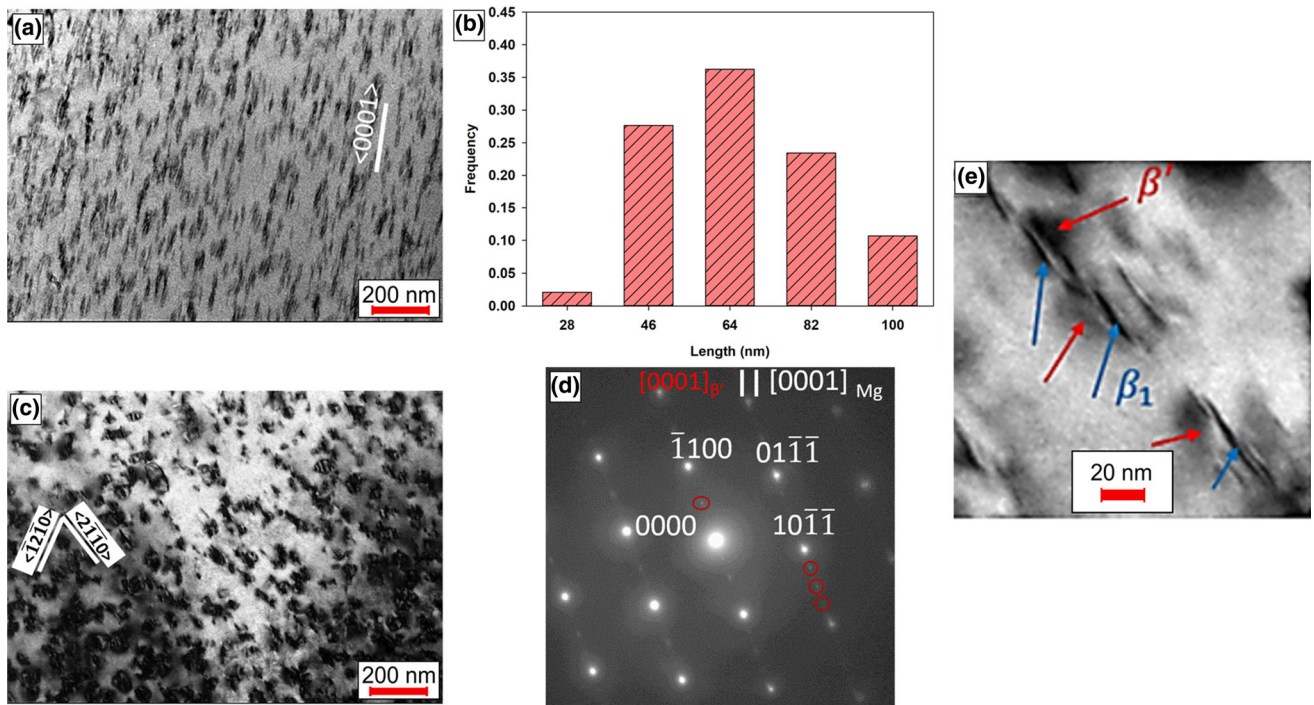 (a)
<0001>
200 nm
(b)
0.45
0.40
0.35
0.30
0.25
0.20
0.15
0.10
0.05
0.00
Frequency
28 46 64 82 100
Length (nm)
(c)
<1̅21̅0>
<21̅1̅0>
200 nm
(d)
[0001]β' || [0001] Mg
1̅100 011̅1̅
0000 101̅1̅
(e)
β'
β₁
20 nm